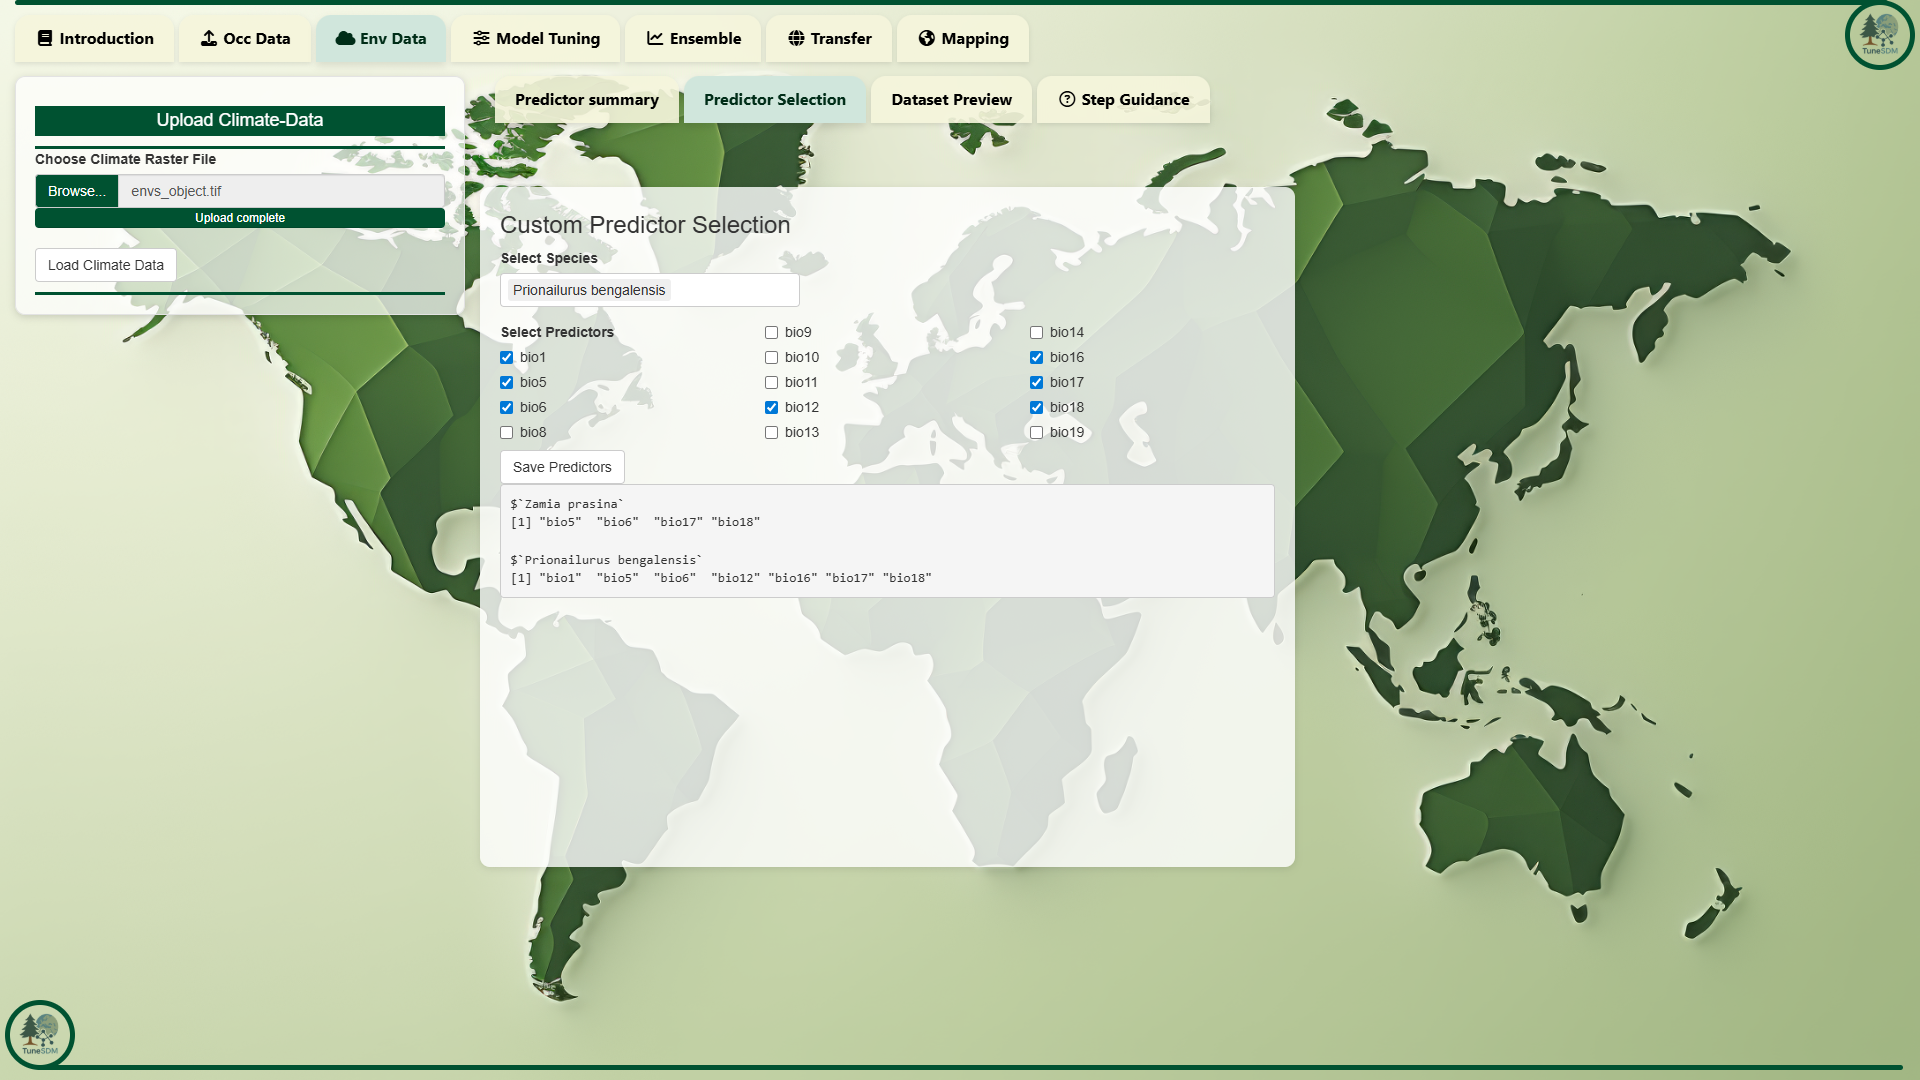 Introduction
Occ Data
Env Data
Model Tuning
Ensemble
Transfer
Mapping
TuneSDM
Upload Climate-Data
Choose Climate Raster File
Browse... envs_object.tif
Upload complete
Load Climate Data
Predictor summary
Predictor Selection
Dataset Preview
Step Guidance
Custom Predictor Selection
Select Species
Prionailurus bengalensis
Select Predictors
bio1
bio5
bio6
bio8
bio9
bio10
bio11
bio12
bio13
bio14
bio16
bio17
bio18
bio19
Save Predictors
$`Zamia prasina`
[1] "bio5"  "bio6"  "bio17" "bio18"
$`Prionailurus bengalensis`
[1] "bio1"  "bio5"  "bio6"  "bio12" "bio16" "bio17" "bio18"
TuneSDM